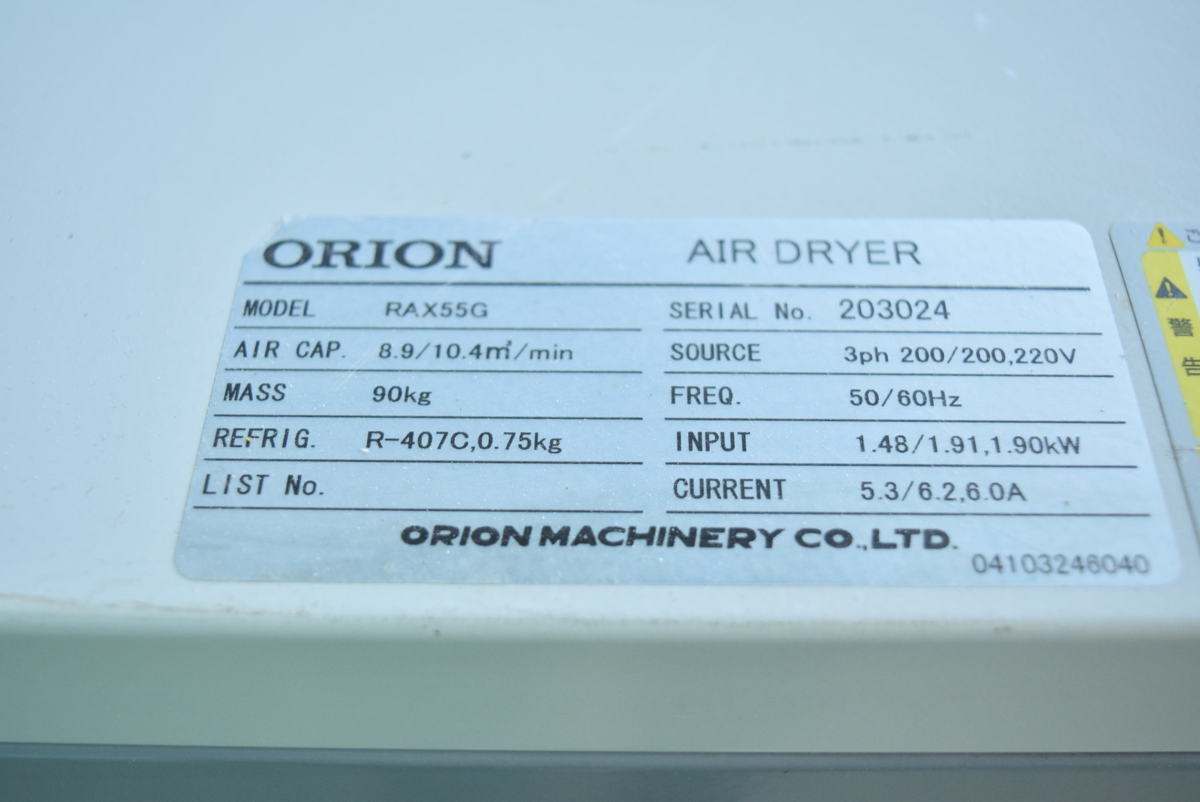 ORION AIR DRYER
MODEL RAX55G SERIAL No. 203024
AIR CAP. 8.9/10.4㎥/min SOURCE 3ph 200/200,220V
MASS 90kg FREQ. 50/60Hz
REFRIG. R-407C,0.75kg INPUT 1.48/1.91,1.90kW
LIST No. CURRENT 5.3/6.2,6.0A
ORION MACHINERY CO.,LTD.
04103246040
警
告